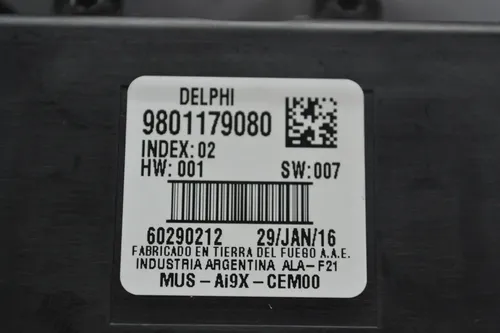 DELPHI
9801179080
INDEX:02
HW:001 SW:007
60290212 29/JAN/16
FABRICADO EN TIERRA DEL FUEGO A.A.E.
INDUSTRIA ARGENTINA ALA-F21
MUS-Ai9X-CEM00